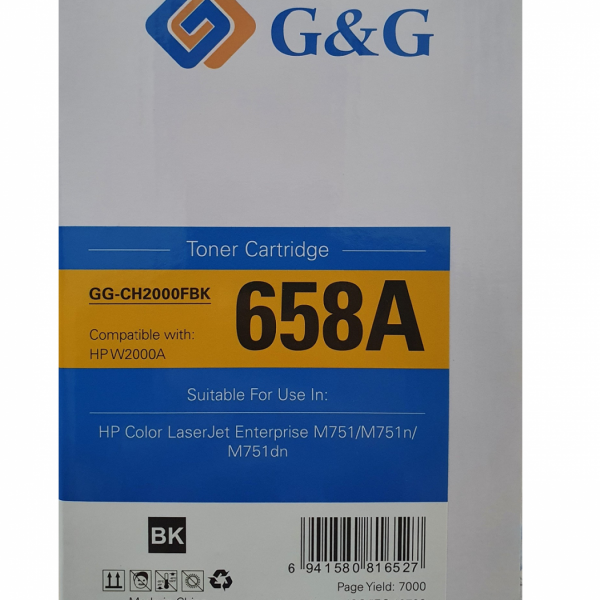 G&G
Toner Cartridge
GG-CH2000FBK
658A
Compatible with:
HP W2000A
Suitable For Use In:
HP Color LaserJet Enterprise M751/M751n/
M751dn
BK
6 941580 816527
Page Yield: 7000